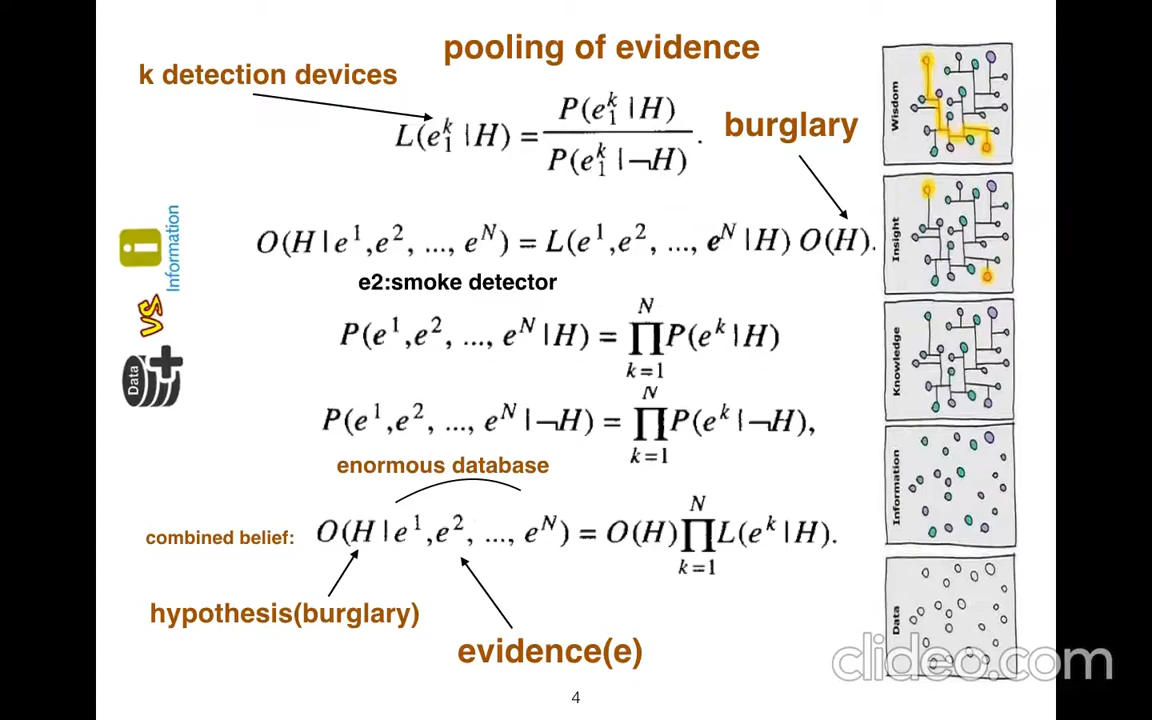 pooling of evidence
k detection devices
L(e₁ᵏ | H) = P(e₁ᵏ | H) / P(e₁ᵏ | ¬H) .
burglary
O(H | e¹, e², ..., eᴺ) = L(e¹, e², ..., eᴺ | H) O(H).
e2:smoke detector
P(e¹, e², ..., eᴺ | H) = ∏ₖ₌₁ᴺ P(eᵏ | H)
P(e¹, e², ..., eᴺ | ¬H) = ∏ₖ₌₁ᴺ P(eᵏ | ¬H),
enormous database
combined belief: O(H | e¹, e², ..., eᴺ) = O(H) ∏ₖ₌₁ᴺ L(eᵏ | H).
hypothesis(burglary)
evidence(e)
4
i
Information
VS
Data
Wisdom
Insight
Knowledge
Information
Data
clideo.com